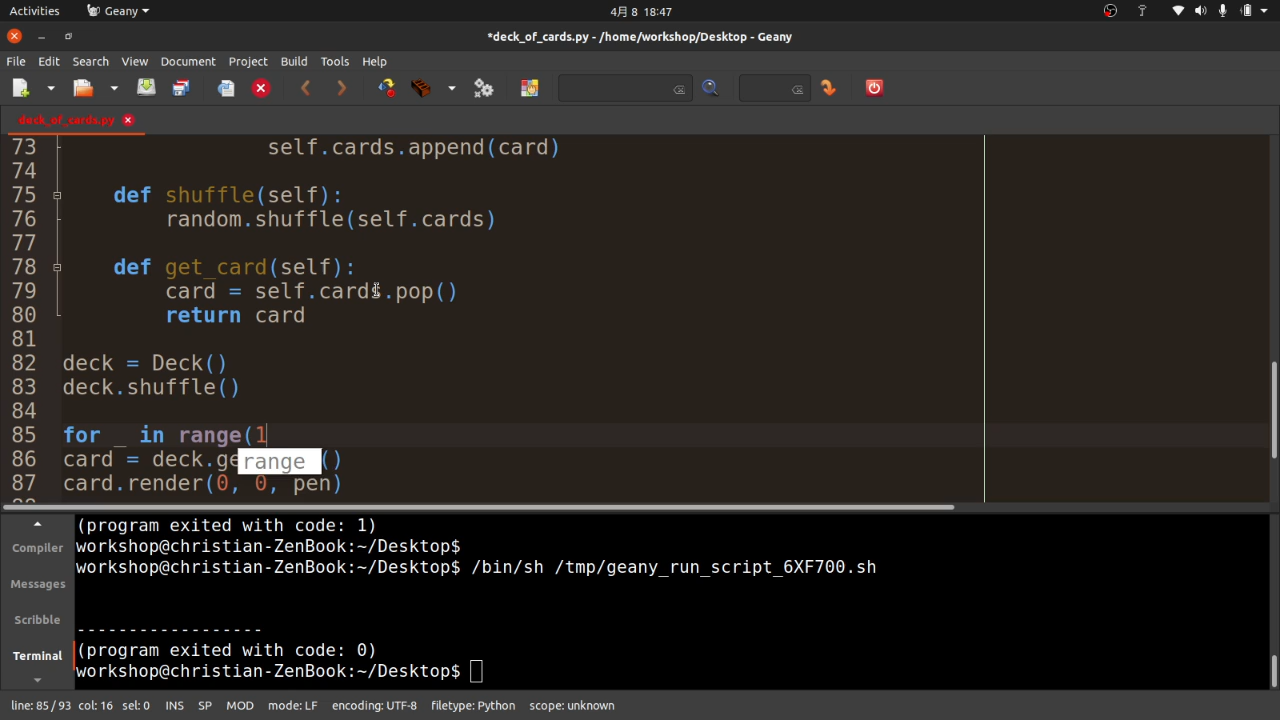 Activities Geany 4月 8 18:47
*deck_of_cards.py - /home/workshop/Desktop - Geany
File Edit Search View Document Project Build Tools Help
deck_of_cards.py
73 self.cards.append(card)
74
75 def shuffle(self):
76 random.shuffle(self.cards)
77
78 def get_card(self):
79 card = self.cards.pop()
80 return card
81
82 deck = Deck()
83 deck.shuffle()
84
85 for _ in range(1
86 card = deck.ge ()
range
87 card.render(0, 0, pen)
Compiler
Messages
Scribble
Terminal
(program exited with code: 1)
workshop@christian-ZenBook:~/Desktop$
workshop@christian-ZenBook:~/Desktop$ /bin/sh /tmp/geany_run_script_6XF700.sh
------------------
(program exited with code: 0)
workshop@christian-ZenBook:~/Desktop$
line: 85 / 93 col: 16 sel: 0 INS SP MOD mode: LF encoding: UTF-8 filetype: Python scope: unknown